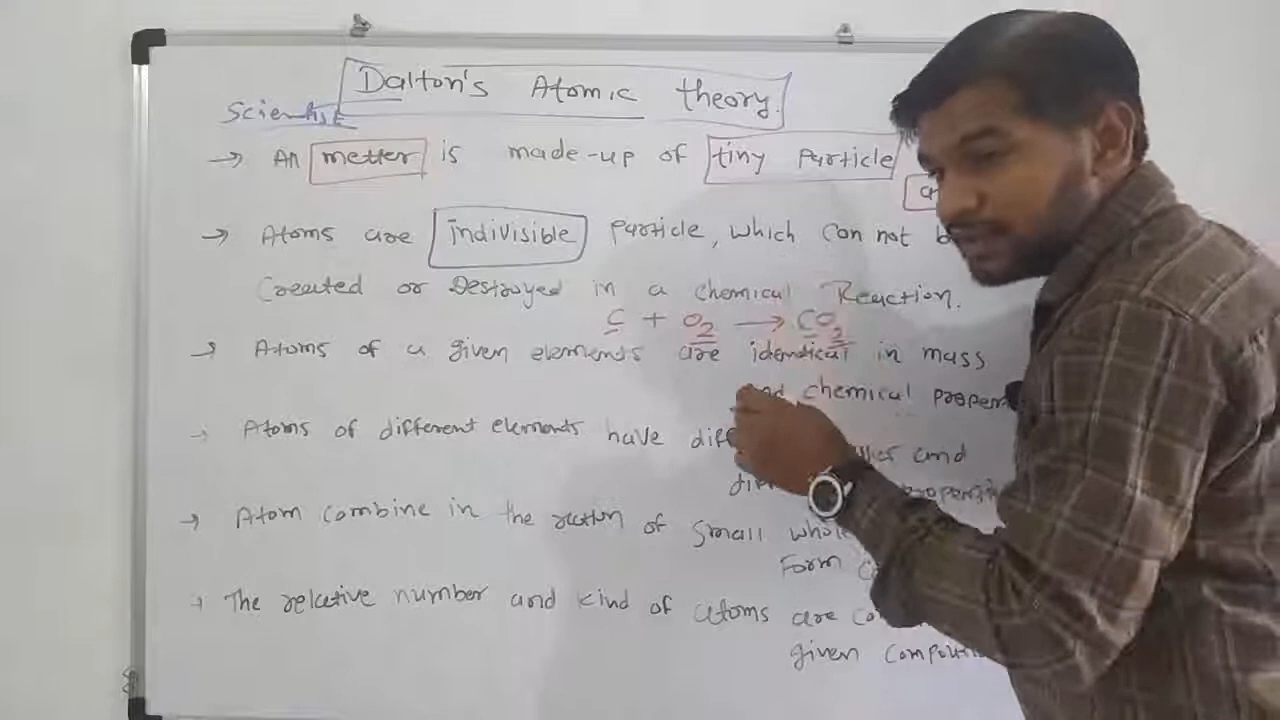 Dalton's Atomic theory.
Scientist
→ An metter is made-up of tiny Particle
→ Atoms are indivisible particle, which can not
Created or Destroyed in a chemical Reaction.
C + O2 → CO2
→ Atoms of a given elements are identical in mass
and chemical
→ Atoms of different elements have
and
→ Atom combine in the of small
Form
→ The relative number and kind of atoms are
given